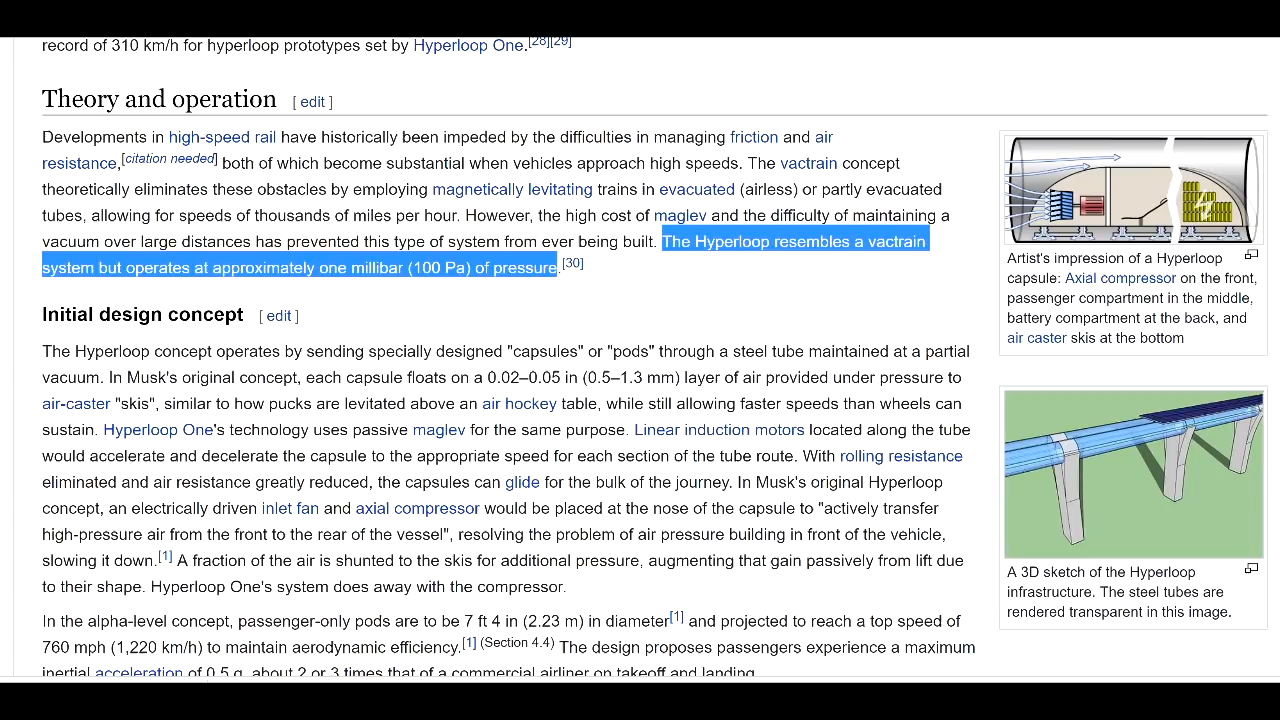 record of 310 km/h for hyperloop prototypes set by Hyperloop One.[28][29]
Theory and operation [ edit ]
Developments in high-speed rail have historically been impeded by the difficulties in managing friction and air
resistance,[citation needed] both of which become substantial when vehicles approach high speeds. The vactrain concept
theoretically eliminates these obstacles by employing magnetically levitating trains in evacuated (airless) or partly evacuated
tubes, allowing for speeds of thousands of miles per hour. However, the high cost of maglev and the difficulty of maintaining a
vacuum over large distances has prevented this type of system from ever being built. The Hyperloop resembles a vactrain
system but operates at approximately one millibar (100 Pa) of pressure.[30]
Initial design concept [ edit ]
The Hyperloop concept operates by sending specially designed "capsules" or "pods" through a steel tube maintained at a partial
vacuum. In Musk's original concept, each capsule floats on a 0.02–0.05 in (0.5–1.3 mm) layer of air provided under pressure to
air-caster "skis", similar to how pucks are levitated above an air hockey table, while still allowing faster speeds than wheels can
sustain. Hyperloop One's technology uses passive maglev for the same purpose. Linear induction motors located along the tube
would accelerate and decelerate the capsule to the appropriate speed for each section of the tube route. With rolling resistance
eliminated and air resistance greatly reduced, the capsules can glide for the bulk of the journey. In Musk's original Hyperloop
concept, an electrically driven inlet fan and axial compressor would be placed at the nose of the capsule to "actively transfer
high-pressure air from the front to the rear of the vessel", resolving the problem of air pressure building in front of the vehicle,
slowing it down.[1] A fraction of the air is shunted to the skis for additional pressure, augmenting that gain passively from lift due
to their shape. Hyperloop One's system does away with the compressor.
In the alpha-level concept, passenger-only pods are to be 7 ft 4 in (2.23 m) in diameter[1] and projected to reach a top speed of
760 mph (1,220 km/h) to maintain aerodynamic efficiency.[1] (Section 4.4) The design proposes passengers experience a maximum
inertial acceleration of 0.5 g, about 2 or 3 times that of a commercial airliner on takeoff and landing.
Artist's impression of a Hyperloop
capsule: Axial compressor on the front,
passenger compartment in the middle,
battery compartment at the back, and
air caster skis at the bottom
A 3D sketch of the Hyperloop
infrastructure. The steel tubes are
rendered transparent in this image.